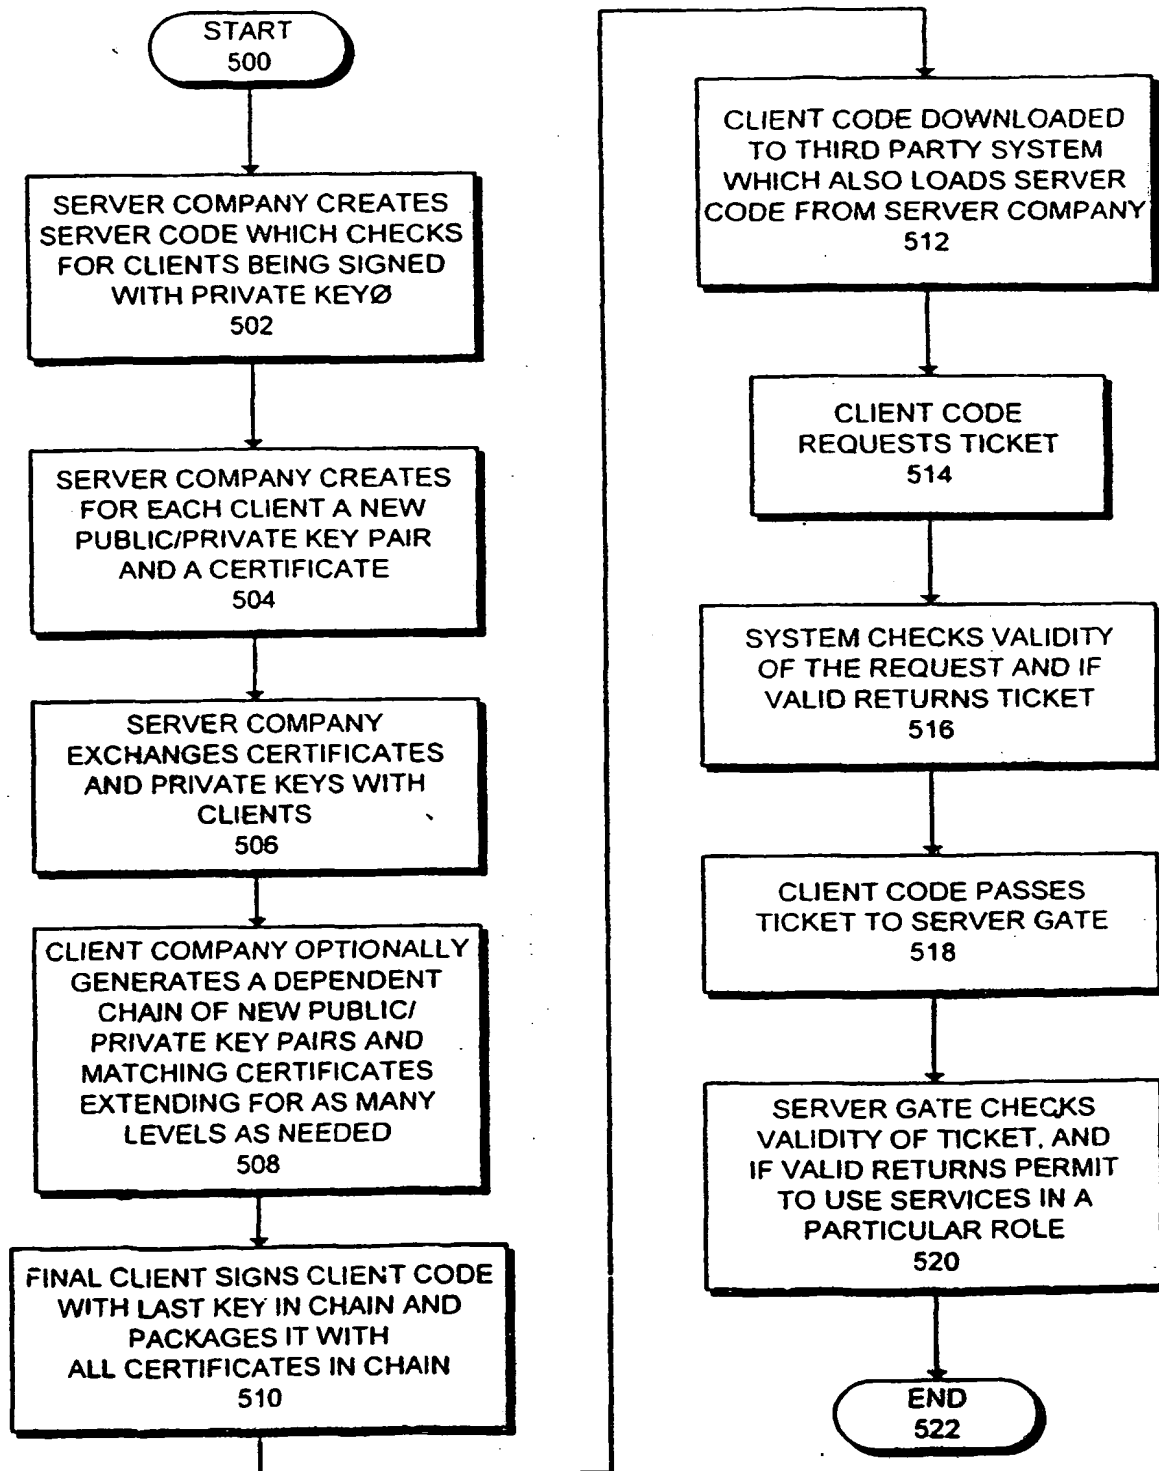 START
500
SERVER COMPANY CREATES
SERVER CODE WHICH CHECKS
FOR CLIENTS BEING SIGNED
WITH PRIVATE KEYØ
502
SERVER COMPANY CREATES
FOR EACH CLIENT A NEW
PUBLIC/PRIVATE KEY PAIR
AND A CERTIFICATE
504
SERVER COMPANY
EXCHANGES CERTIFICATES
AND PRIVATE KEYS WITH
CLIENTS
506
CLIENT COMPANY OPTIONALLY
GENERATES A DEPENDENT
CHAIN OF NEW PUBLIC/
PRIVATE KEY PAIRS AND
MATCHING CERTIFICATES
EXTENDING FOR AS MANY
LEVELS AS NEEDED
508
FINAL CLIENT SIGNS CLIENT CODE
WITH LAST KEY IN CHAIN AND
PACKAGES IT WITH
ALL CERTIFICATES IN CHAIN
510
CLIENT CODE DOWNLOADED
TO THIRD PARTY SYSTEM
WHICH ALSO LOADS SERVER
CODE FROM SERVER COMPANY
512
CLIENT CODE
REQUESTS TICKET
514
SYSTEM CHECKS VALIDITY
OF THE REQUEST AND IF
VALID RETURNS TICKET
516
CLIENT CODE PASSES
TICKET TO SERVER GATE
518
SERVER GATE CHECKS
VALIDITY OF TICKET, AND
IF VALID RETURNS PERMIT
TO USE SERVICES IN A
PARTICULAR ROLE
520
END
522